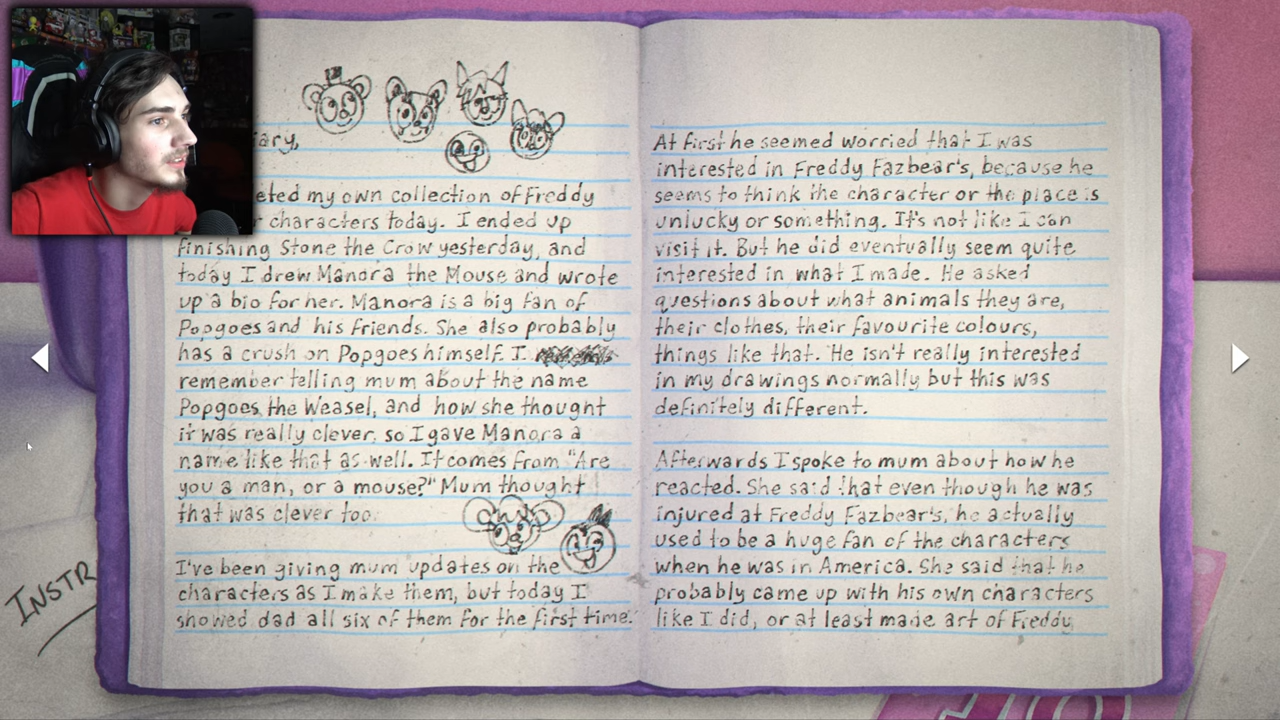 iary,
eted my own collection of Freddy
r characters today. I ended up
finishing Stone the Crow yesterday, and
today I drew Manora the Mouse and wrote
up a bio for her. Manora is a big fan of
Popgoes and his friends. She also probably
has a crush on Popgoes himself. I
remember telling mum about the name
Popgoes the Weasel, and how she thought
it was really clever, so I gave Manora a
name like that as well. It comes from "Are
you a man, or a mouse?" Mum thought
that was clever too.
I've been giving mum updates on the
characters as I make them, but today I
showed dad all six of them for the first time.
At first he seemed worried that I was
interested in Freddy Fazbear's, because he
seems to think the character or the place is
unlucky or something. It's not like I can
visit it. But he did eventually seem quite
interested in what I made. He asked
questions about what animals they are,
their clothes, their favourite colours,
things like that. He isn't really interested
in my drawings normally but this was
definitely different.
Afterwards I spoke to mum about how he
reacted. She said that even though he was
injured at Freddy Fazbear's, he actually
used to be a huge fan of the characters
when he was in America. She said that he
probably came up with his own characters
like I did, or at least made art of Freddy
INSTR